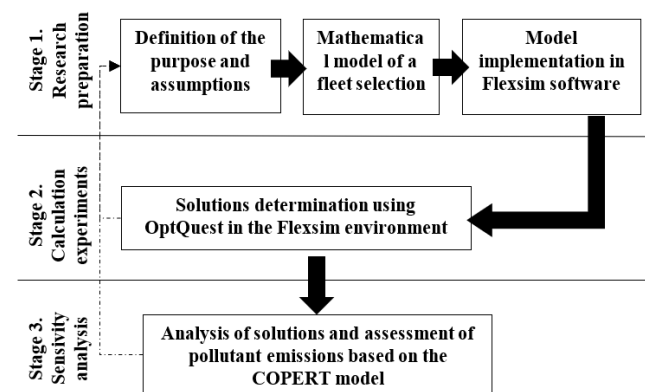 Stage 1.
Research
preparation
Definition of the
purpose and
assumptions
Mathematica
l model of a
fleet selection
Model
implementation in
Flexsim software
Stage 2.
Calculation
experiments
Solutions determination using
OptQuest in the Flexsim environment
Stage 3.
Sensivity
analysis
Analysis of solutions and assessment of
pollutant emissions based on the
COPERT model